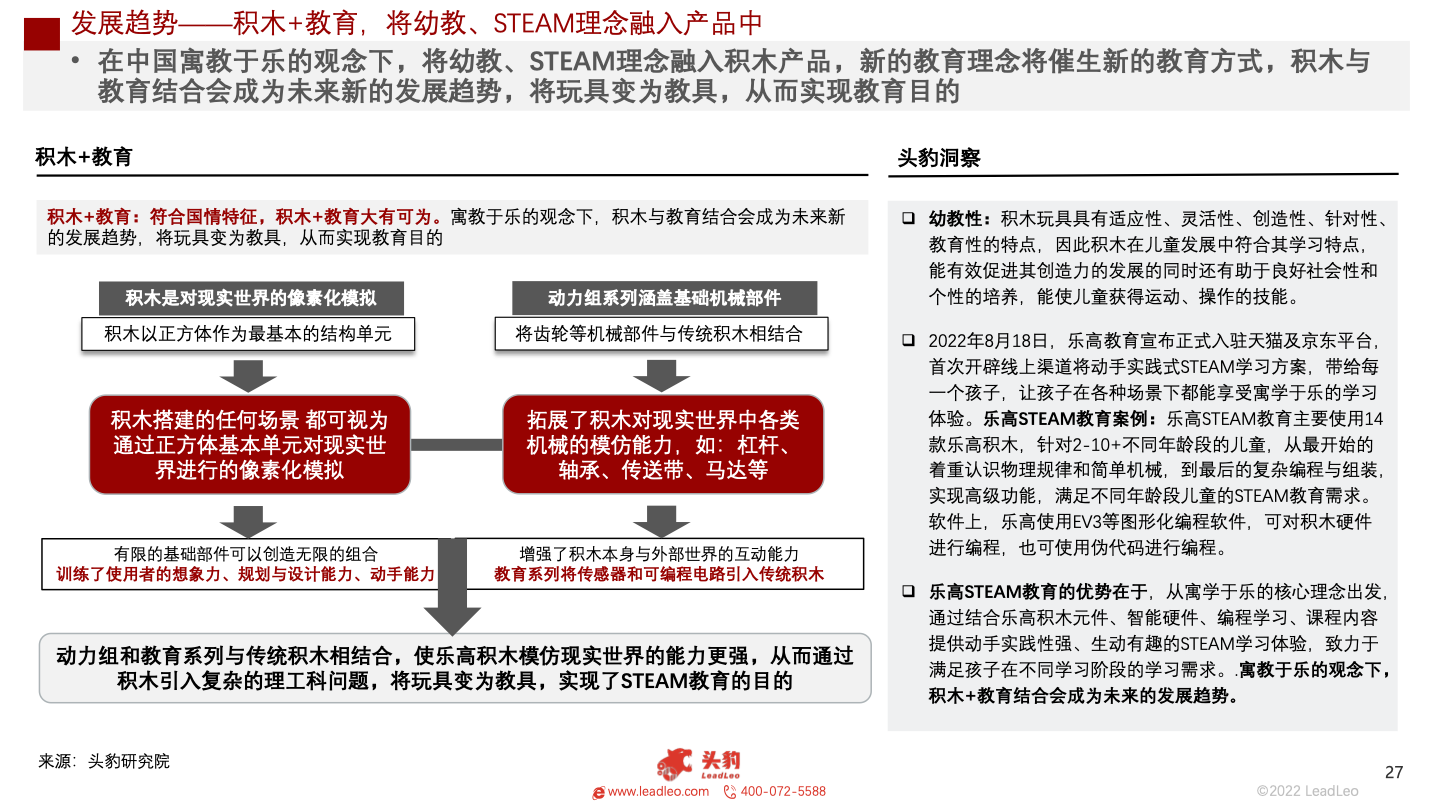 发展趋势——积木+教育，将幼教、STEAM理念融入产品中
• 在中国寓教于乐的观念下，将幼教、STEAM理念融入积木产品，新的教育理念将催生新的教育方式，积木与
教育结合会成为未来新的发展趋势，将玩具变为教具，从而实现教育目的
积木+教育
积木+教育：符合国情特征，积木+教育大有可为。寓教于乐的观念下，积木与教育结合会成为未来新
的发展趋势，将玩具变为教具，从而实现教育目的
积木是对现实世界的像素化模拟
积木以正方体作为最基本的结构单元
积木搭建的任何场景 都可视为
通过正方体基本单元对现实世
界进行的像素化模拟
有限的基础部件可以创造无限的组合
训练了使用者的想象力、规划与设计能力、动手能力
动力组系列涵盖基础机械部件
将齿轮等机械部件与传统积木相结合
拓展了积木对现实世界中各类
机械的模仿能力，如：杠杆、
轴承、传送带、马达等
增强了积木本身与外部世界的互动能力
教育系列将传感器和可编程电路引入传统积木
动力组和教育系列与传统积木相结合，使乐高积木模仿现实世界的能力更强，从而通过
积木引入复杂的理工科问题，将玩具变为教具，实现了STEAM教育的目的
头豹洞察
❑ 幼教性：积木玩具具有适应性、灵活性、创造性、针对性、
教育性的特点，因此积木在儿童发展中符合其学习特点，
能有效促进其创造力的发展的同时还有助于良好社会性和
个性的培养，能使儿童获得运动、操作的技能。
❑ 2022年8月18日，乐高教育宣布正式入驻天猫及京东平台，
首次开辟线上渠道将动手实践式STEAM学习方案，带给每
一个孩子，让孩子在各种场景下都能享受寓学于乐的学习
体验。乐高STEAM教育案例：乐高STEAM教育主要使用14
款乐高积木，针对2-10+不同年龄段的儿童，从最开始的
着重认识物理规律和简单机械，到最后的复杂编程与组装，
实现高级功能，满足不同年龄段儿童的STEAM教育需求。
软件上，乐高使用EV3等图形化编程软件，可对积木硬件
进行编程，也可使用伪代码进行编程。
❑ 乐高STEAM教育的优势在于，从寓学于乐的核心理念出发，
通过结合乐高积木元件、智能硬件、编程学习、课程内容
提供动手实践性强、生动有趣的STEAM学习体验，致力于
满足孩子在不同学习阶段的学习需求。.寓教于乐的观念下，
积木+教育结合会成为未来的发展趋势。
来源：头豹研究院
头豹
LeadLeo
www.leadleo.com 400-072-5588
27
©2022 LeadLeo